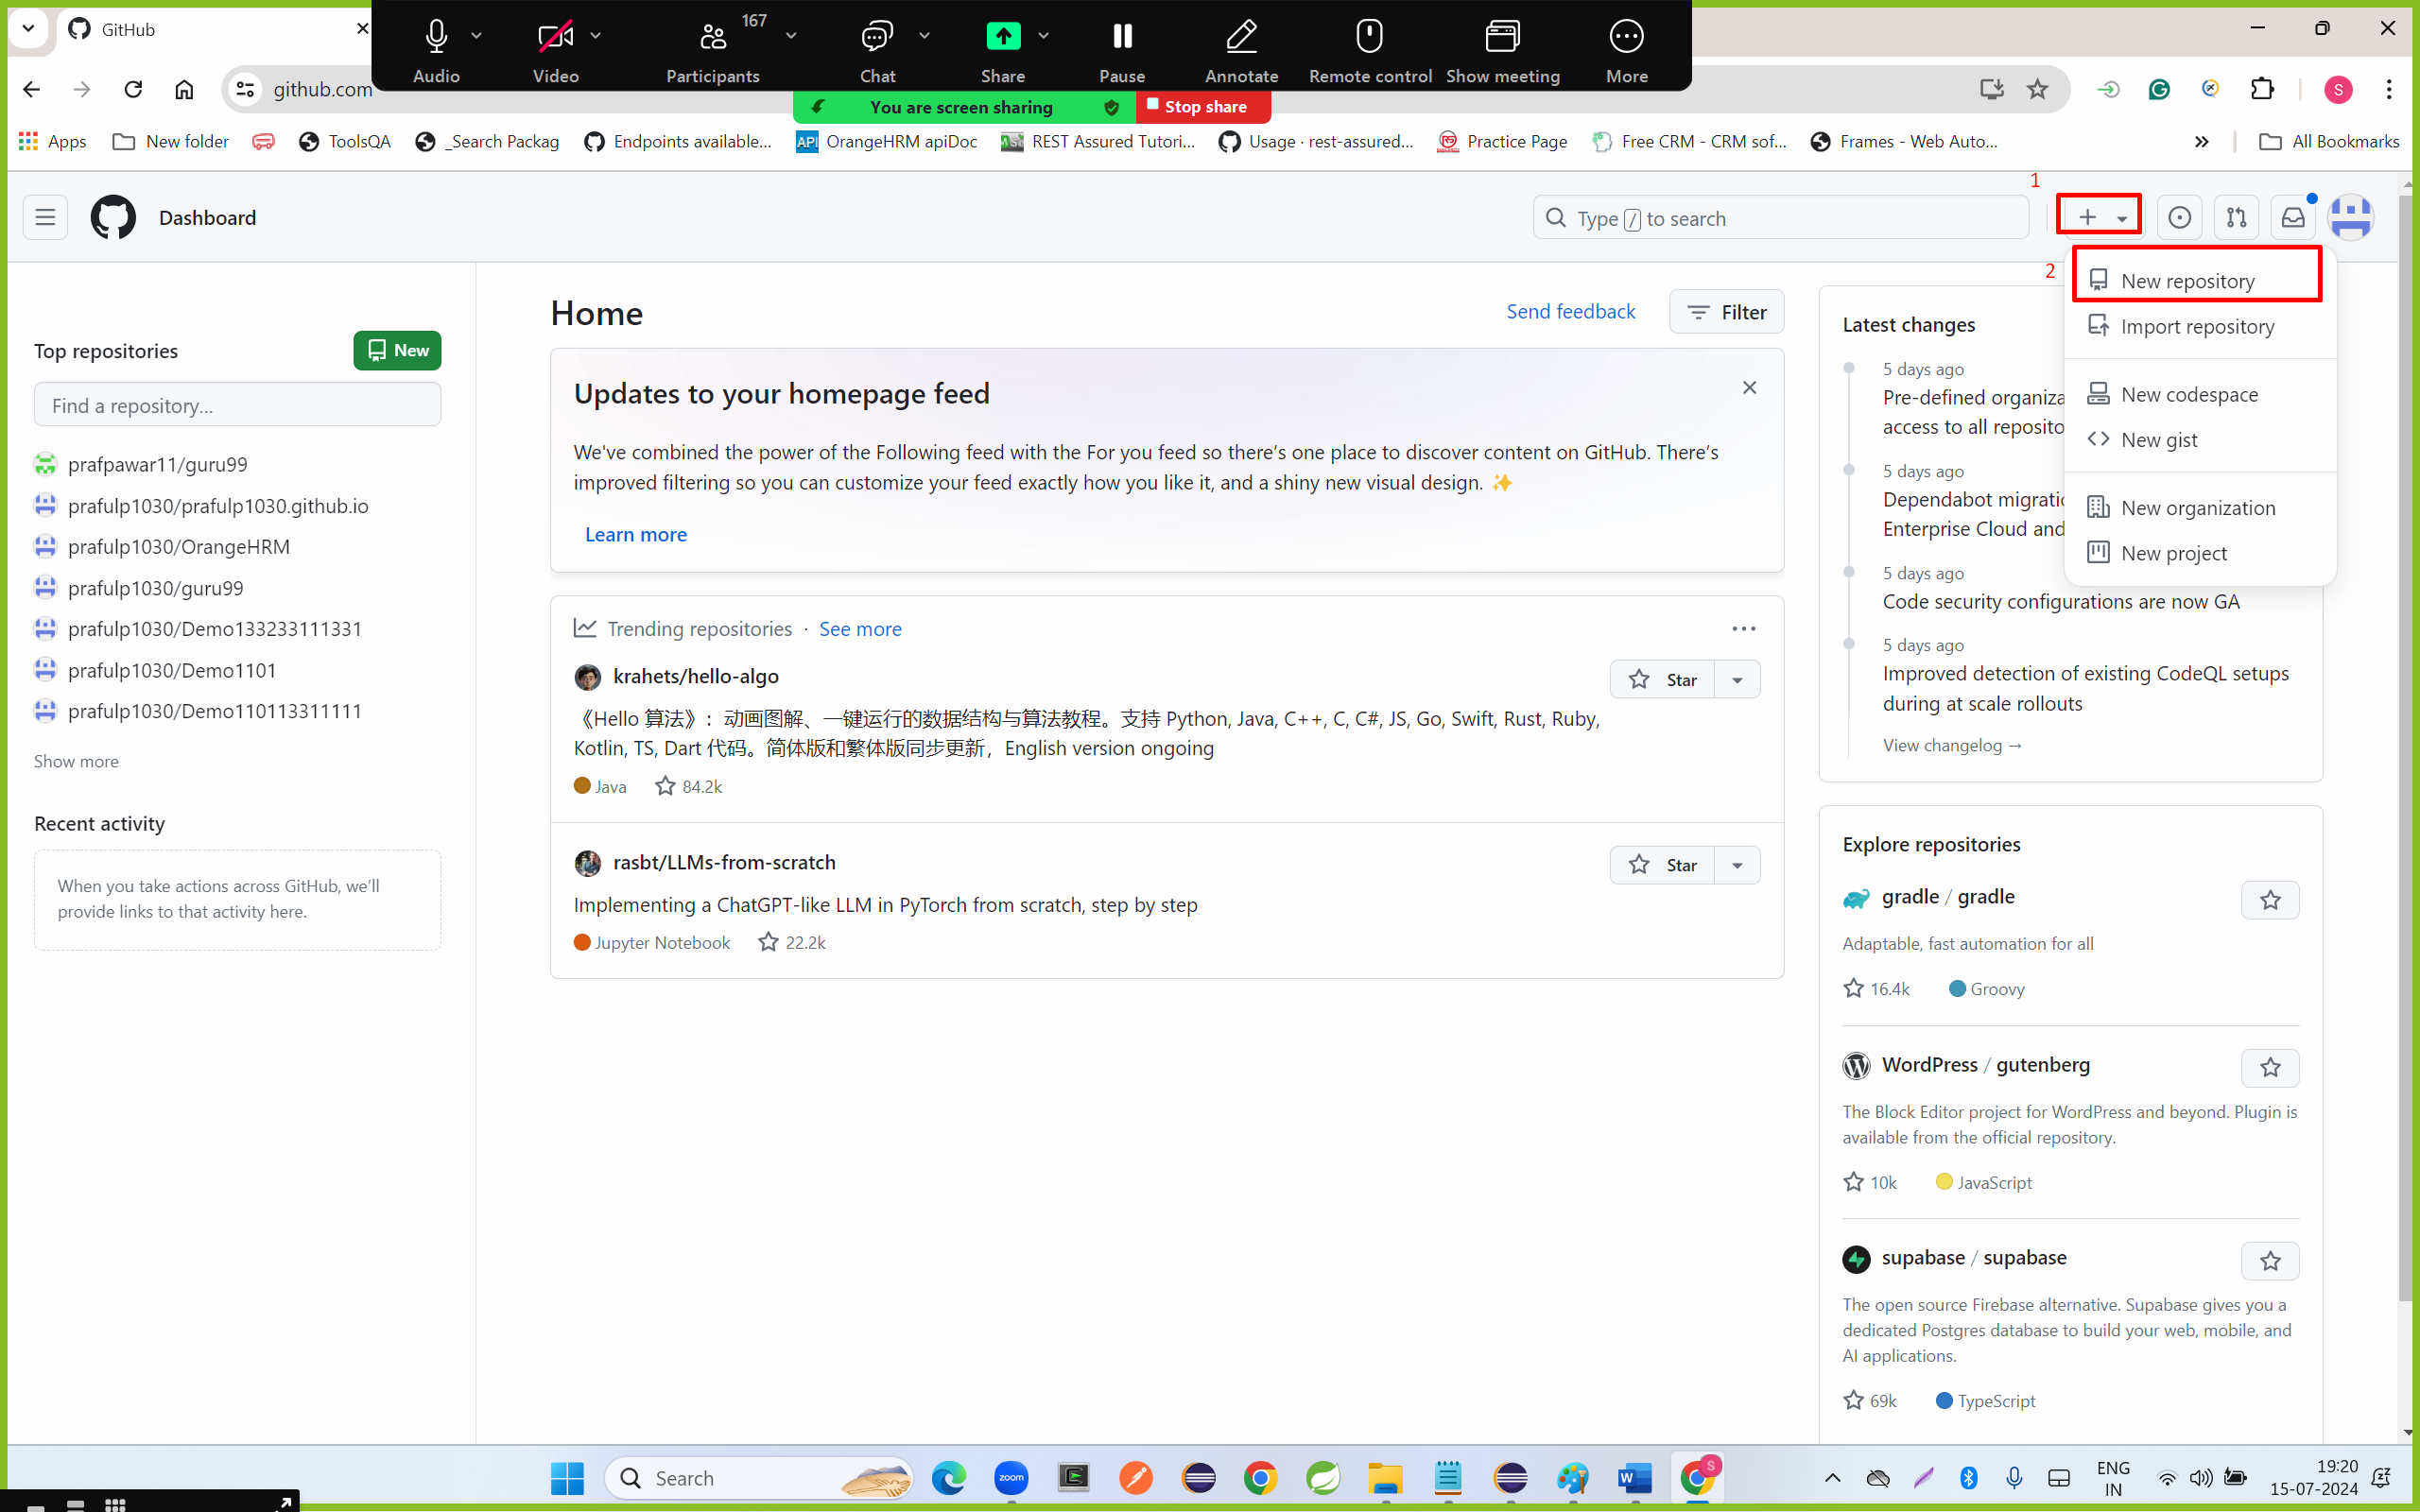 GitHub
Audio
Video
167
Participants
Chat
Share
Pause
Annotate
Remote control
Show meeting
More
github.com
You are screen sharing
Stop share
S
Apps
New folder
ToolsQA
_Search Packag
Endpoints available...
API
OrangeHRM apiDoc
REST Assured Tutori...
Usage · rest-assured...
Practice Page
Free CRM - CRM sof...
Frames - Web Auto...
All Bookmarks
Dashboard
Type / to search
1
2
New repository
Import repository
New codespace
New gist
New organization
New project
Top repositories
New
Find a repository...
prafpawar11/guru99
prafulp1030/prafulp1030.github.io
prafulp1030/OrangeHRM
prafulp1030/guru99
prafulp1030/Demo133233111331
prafulp1030/Demo1101
prafulp1030/Demo110113311111
Show more
Recent activity
When you take actions across GitHub, we’ll
provide links to that activity here.
Home
Send feedback
Filter
Updates to your homepage feed
We've combined the power of the Following feed with the For you feed so there’s one place to discover content on GitHub. There’s
improved filtering so you can customize your feed exactly how you like it, and a shiny new visual design. ✨
Learn more
Trending repositories · See more
krahets/hello-algo
Star
《Hello 算法》：动画图解、一键运行的数据结构与算法教程。支持 Python, Java, C++, C, C#, JS, Go, Swift, Rust, Ruby,
Kotlin, TS, Dart 代码。简体版和繁体版同步更新，English version ongoing
Java
84.2k
rasbt/LLMs-from-scratch
Star
Implementing a ChatGPT-like LLM in PyTorch from scratch, step by step
Jupyter Notebook
22.2k
Latest changes
5 days ago
Pre-defined organiza
access to all reposito
5 days ago
Dependabot migratio
Enterprise Cloud and
5 days ago
Code security configurations are now GA
5 days ago
Improved detection of existing CodeQL setups
during at scale rollouts
View changelog →
Explore repositories
gradle / gradle
Adaptable, fast automation for all
16.4k
Groovy
WordPress / gutenberg
The Block Editor project for WordPress and beyond. Plugin is
available from the official repository.
10k
JavaScript
supabase / supabase
The open source Firebase alternative. Supabase gives you a
dedicated Postgres database to build your web, mobile, and
AI applications.
69k
TypeScript
Search
zoom
W
S
ENG
IN
19:20
15-07-2024